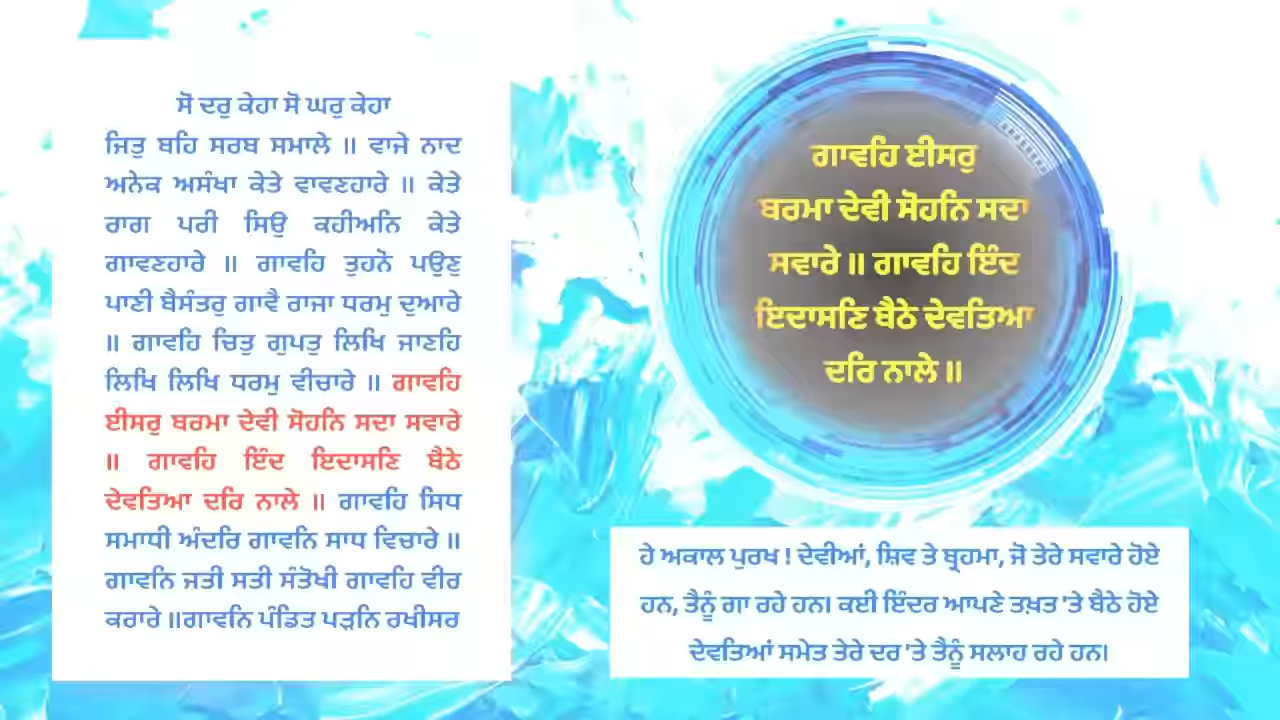 ਸੋ ਦਰੁ ਕੇਹਾ ਸੋ ਘਰੁ ਕੇਹਾ
ਜਿਤੁ ਬਹਿ ਸਰਬ ਸਮਾਲੇ ॥ ਵਾਜੇ ਨਾਦ
ਅਨੇਕ ਅਸੰਖਾ ਕੇਤੇ ਵਾਵਣਹਾਰੇ ॥ ਕੇਤੇ
ਰਾਗ ਪਰੀ ਸਿਉ ਕਹੀਅਨਿ ਕੇਤੇ
ਗਾਵਣਹਾਰੇ ॥ ਗਾਵਹਿ ਤੁਹਨੋ ਪਉਣੁ
ਪਾਣੀ ਬੈਸੰਤਰੁ ਗਾਵੈ ਰਾਜਾ ਧਰਮੁ ਦੁਆਰੇ
॥ ਗਾਵਹਿ ਚਿਤੁ ਗੁਪਤੁ ਲਿਖਿ ਜਾਣਹਿ
ਲਿਖਿ ਲਿਖਿ ਧਰਮੁ ਵੀਚਾਰੇ ॥ ਗਾਵਹਿ
ਈਸਰੁ ਬਰਮਾ ਦੇਵੀ ਸੋਹਨਿ ਸਦਾ ਸਵਾਰੇ
॥ ਗਾਵਹਿ ਇੰਦ ਇਦਾਸਣਿ ਬੈਠੇ
ਦੇਵਤਿਆ ਦਰਿ ਨਾਲੇ ॥ ਗਾਵਹਿ ਸਿਧ
ਸਮਾਧੀ ਅੰਦਰਿ ਗਾਵਨਿ ਸਾਧ ਵਿਚਾਰੇ ॥
ਗਾਵਨਿ ਜਤੀ ਸਤੀ ਸੰਤੋਖੀ ਗਾਵਹਿ ਵੀਰ
ਕਰਾਰੇ ॥ਗਾਵਨਿ ਪੰਡਿਤ ਪੜਨਿ ਰਖੀਸਰ
ਗਾਵਹਿ ਈਸਰੁ
ਬਰਮਾ ਦੇਵੀ ਸੋਹਨਿ ਸਦਾ
ਸਵਾਰੇ ॥ ਗਾਵਹਿ ਇੰਦ
ਇਦਾਸਣਿ ਬੈਠੇ ਦੇਵਤਿਆ
ਦਰਿ ਨਾਲੇ ॥
ਹੇ ਅਕਾਲ ਪੁਰਖ ! ਦੇਵੀਆਂ, ਸ਼ਿਵ ਤੇ ਬ੍ਰਹਮਾ, ਜੋ ਤੇਰੇ ਸਵਾਰੇ ਹੋਏ
ਹਨ, ਤੈਨੂੰ ਗਾ ਰਹੇ ਹਨ। ਕਈ ਇੰਦਰ ਆਪਣੇ ਤਖ਼ਤ 'ਤੇ ਬੈਠੇ ਹੋਏ
ਦੇਵਤਿਆਂ ਸਮੇਤ ਤੇਰੇ ਦਰ 'ਤੇ ਤੈਨੂੰ ਸਲਾਹ ਰਹੇ ਹਨ।